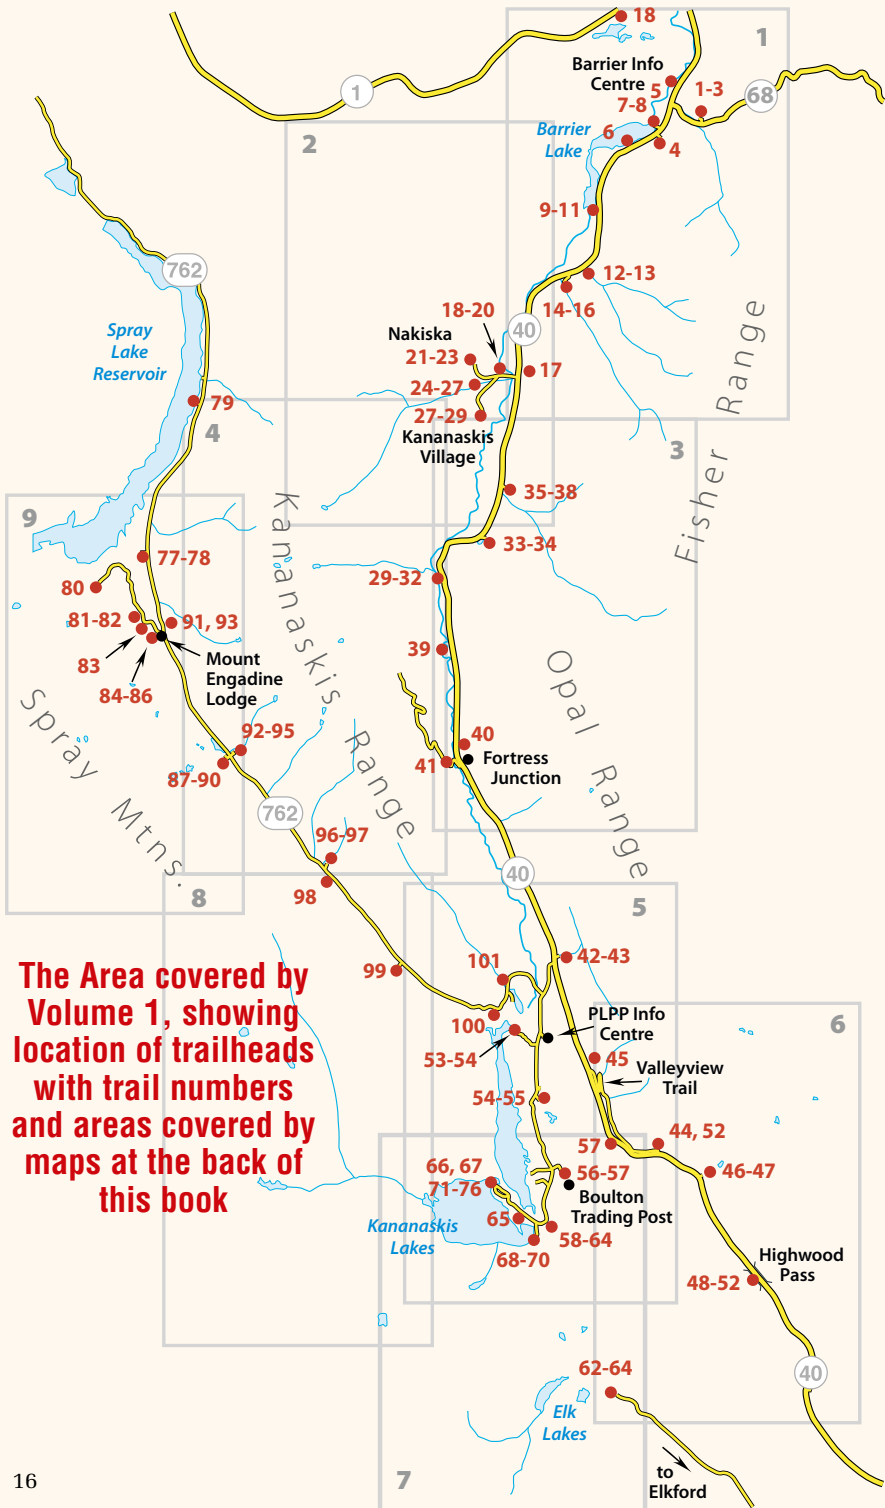 18
1
Barrier Info
Centre
5
1-3
68
1
7-8
6
Barrier
Lake
4
2
9-11
762
12-13
14-16
18-20
Nakiska
40
21-23
17
24-27
27-29
Kananaskis
Village
Spray
Lake
Reservoir
79
4
3
Fisher Range
35-38
9
33-34
Kananaskis Range
77-78
29-32
80
81-82
91, 93
83
84-86
Mount
Engadine
Lodge
39
Opal Range
Spray Mtns.
92-95
87-90
40
41
Fortress
Junction
762
96-97
98
40
8
5
42-43
99
101
The Area covered by
Volume 1, showing
location of trailheads
with trail numbers
and areas covered by
maps at the back of
this book
100
PLPP Info
Centre
6
53-54
45
Valleyview
Trail
54-55
57
44, 52
66, 67
71-76
56-57
46-47
Boulton
Trading Post
65
Kananaskis
Lakes
58-64
68-70
Highwood
Pass
48-52
62-64
40
Elk
Lakes
7
to
Elkford
16